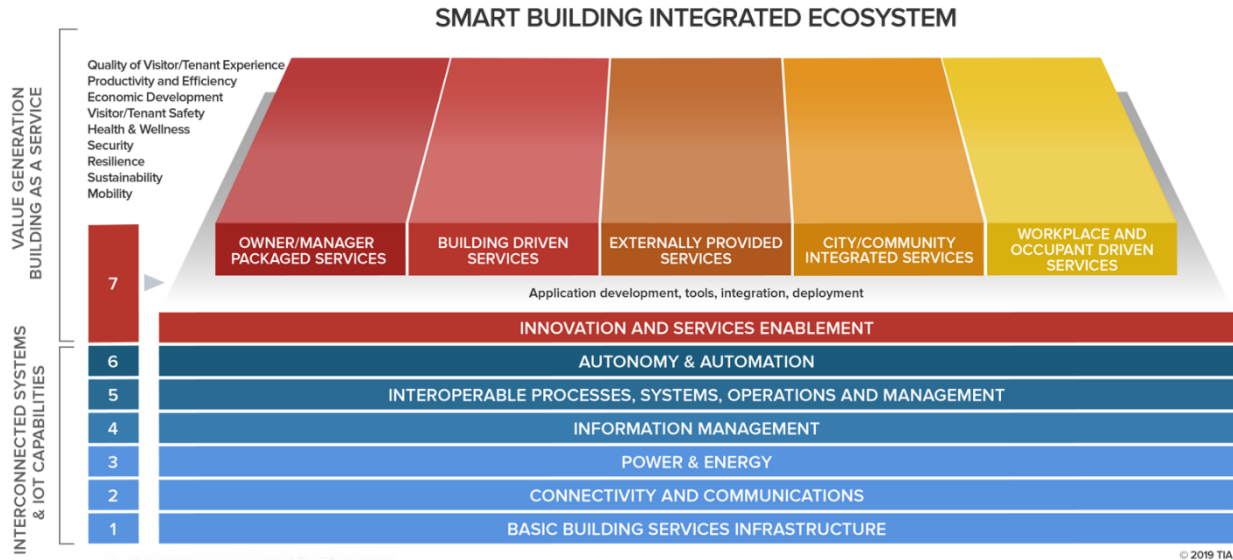 SMART BUILDING INTEGRATED ECOSYSTEM
VALUE GENERATION
BUILDING AS A SERVICE
Quality of Visitor/Tenant Experience
Productivity and Efficiency
Economic Development
Visitor/Tenant Safety
Health & Wellness
Security
Resilience
Sustainability
Mobility
OWNER/MANAGER
PACKAGED SERVICES
BUILDING DRIVEN
SERVICES
EXTERNALLY PROVIDED
SERVICES
CITY/COMMUNITY
INTEGRATED SERVICES
WORKPLACE AND
OCCUPANT DRIVEN
SERVICES
7
Application development, tools, integration, deployment
INNOVATION AND SERVICES ENABLEMENT
INTERCONNECTED SYSTEMS
& IOT CAPABILITIES
6
AUTONOMY & AUTOMATION
5
INTEROPERABLE PROCESSES, SYSTEMS, OPERATIONS AND MANAGEMENT
4
INFORMATION MANAGEMENT
3
POWER & ENERGY
2
CONNECTIVITY AND COMMUNICATIONS
1
BASIC BUILDING SERVICES INFRASTRUCTURE
© 2019 TIA